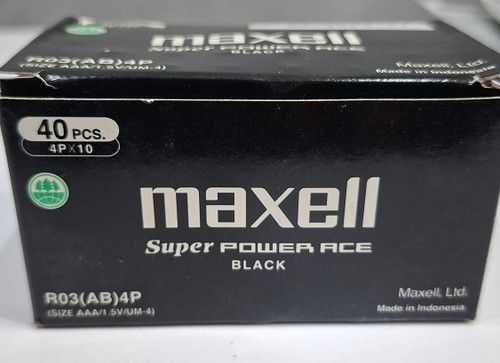 maxell
Super POWER ACE
BLACK
R03(AB)4P
(SIZE AAA/1.5V/UM-4)
Maxell, Ltd.
Made in Indonesia
40 PCS.
4P X 10
maxell
Super POWER ACE
BLACK
R03(AB)4P
(SIZE AAA/1.5V/UM-4)
Maxell, Ltd.
Made in Indonesia